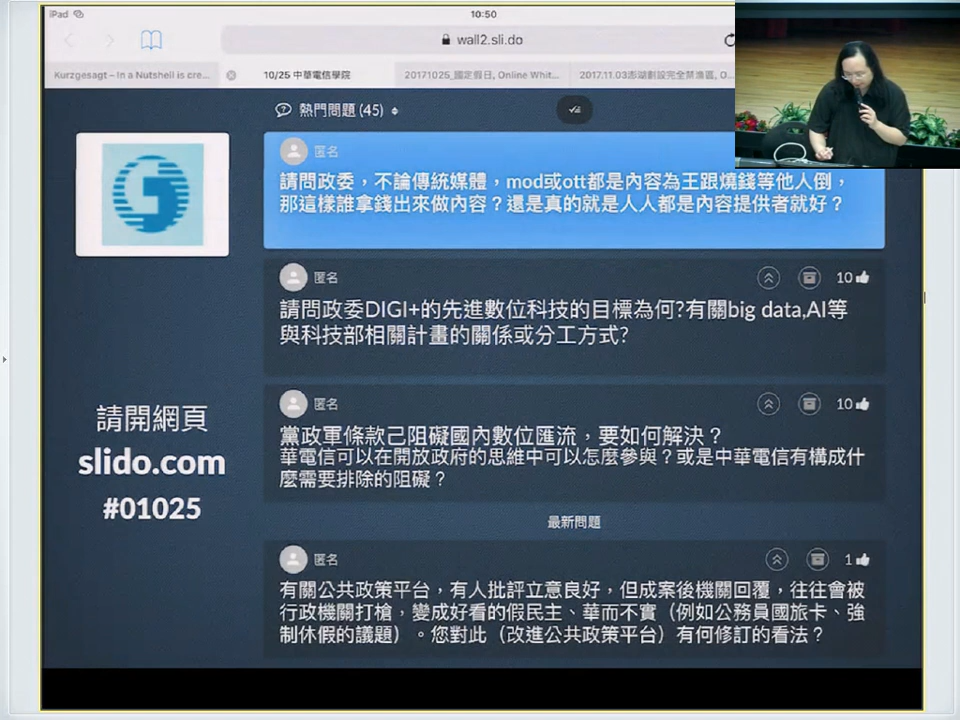 iPad
10:50
wall2.sli.do
Kurzgesagt – In a Nutshell is cre...
10/25 中華電信學院
20171025_國定假日, Online Whit...
2017.11.03澎湖劃設完全禁漁區, O...
熱門問題 (45)
匿名
請問政委，不論傳統媒體，mod或ott都是內容為王跟燒錢等他人倒，
那這樣誰拿錢出來做內容？還是真的就是人人都是內容提供者就好？
匿名
10
請問政委DIGI+的先進數位科技的目標為何?有關big data,AI等
與科技部相關計畫的關係或分工方式?
匿名
10
黨政軍條款己阻礙國內數位匯流，要如何解決？
華電信可以在開放政府的思維中可以怎麼參與？或是中華電信有構成什
麼需要排除的阻礙？
請開網頁
slido.com
#01025
最新問題
匿名
1
有關公共政策平台，有人批評立意良好，但成案後機關回覆，往往會被
行政機關打槍，變成好看的假民主、華而不實（例如公務員國旅卡、強
制休假的議題）。您對此（改進公共政策平台）有何修訂的看法？